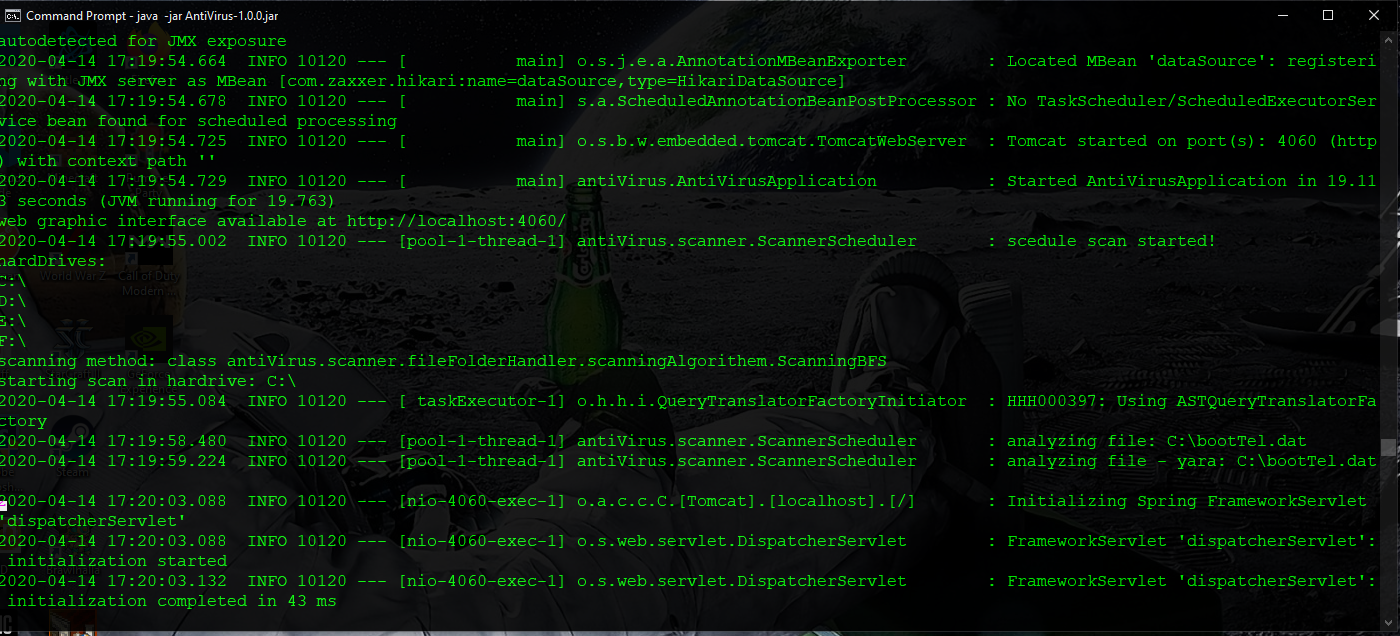 Command Prompt - java -jar AntiVirus-1.0.0.jar
autodetected for JMX exposure
2020-04-14 17:19:54.664  INFO 10120 --- [           main] o.s.j.e.a.AnnotationMBeanExporter        : Located MBean 'dataSource': registeri
ng with JMX server as MBean [com.zaxxer.hikari:name=dataSource,type=HikariDataSource]
2020-04-14 17:19:54.678  INFO 10120 --- [           main] s.a.ScheduledAnnotationBeanPostProcessor : No TaskScheduler/ScheduledExecutorSer
vice bean found for scheduled processing
2020-04-14 17:19:54.725  INFO 10120 --- [           main] o.s.b.w.embedded.tomcat.TomcatWebServer  : Tomcat started on port(s): 4060 (http
) with context path ''
2020-04-14 17:19:54.729  INFO 10120 --- [           main] antiVirus.AntiVirusApplication           : Started AntiVirusApplication in 19.11
3 seconds (JVM running for 19.763)
web graphic interface available at http://localhost:4060/
2020-04-14 17:19:55.002  INFO 10120 --- [pool-1-thread-1] antiVirus.scanner.ScannerScheduler       : scedule scan started!
hardDrives:
C:\
D:\
E:\
F:\
scanning method: class antiVirus.scanner.fileFolderHandler.scanningAlgorithem.ScanningBFS
starting scan in hardrive: C:\
2020-04-14 17:19:55.084  INFO 10120 --- [ taskExecutor-1] o.h.h.i.QueryTranslatorFactoryInitiator  : HHH000397: Using ASTQueryTranslatorFa
ctory
2020-04-14 17:19:58.480  INFO 10120 --- [pool-1-thread-1] antiVirus.scanner.ScannerScheduler       : analyzing file: C:\bootTel.dat
2020-04-14 17:19:59.224  INFO 10120 --- [pool-1-thread-1] antiVirus.scanner.ScannerScheduler       : analyzing file - yara: C:\bootTel.dat
2020-04-14 17:20:03.088  INFO 10120 --- [nio-4060-exec-1] o.a.c.c.C.[Tomcat].[localhost].[/]       : Initializing Spring FrameworkServlet
'dispatcherServlet'
2020-04-14 17:20:03.088  INFO 10120 --- [nio-4060-exec-1] o.s.web.servlet.DispatcherServlet        : FrameworkServlet 'dispatcherServlet':
initialization started
2020-04-14 17:20:03.132  INFO 10120 --- [nio-4060-exec-1] o.s.web.servlet.DispatcherServlet        : FrameworkServlet 'dispatcherServlet':
initialization completed in 43 ms